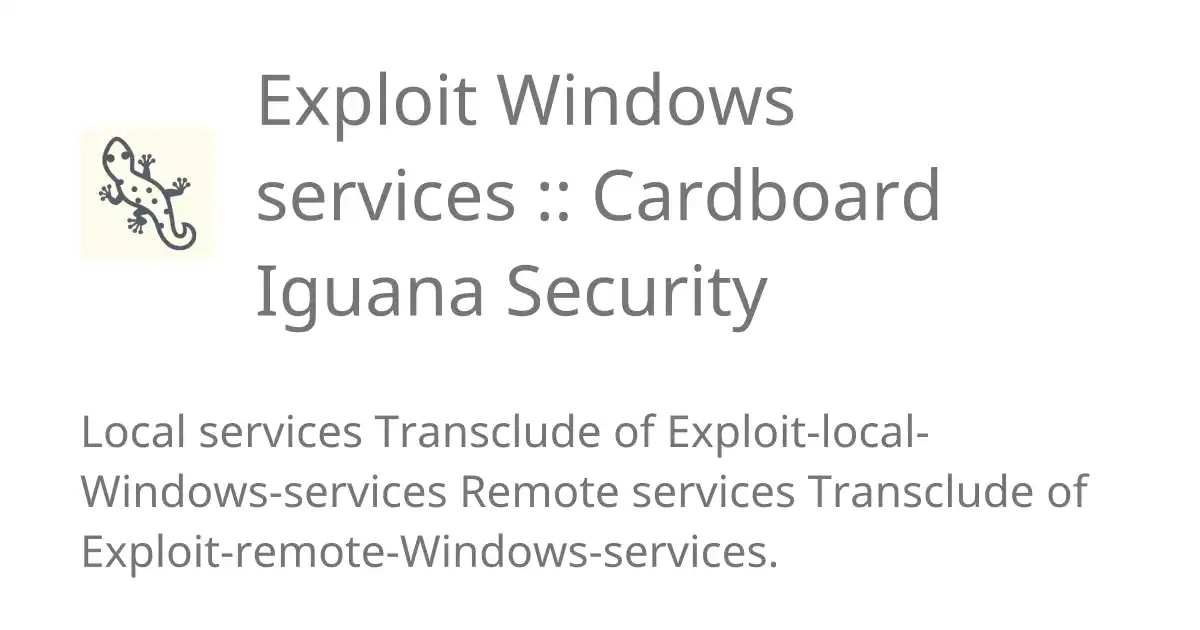 Exploit Windows
services :: Cardboard
Iguana Security
Local services Transclude of Exploit-local-
Windows-services Remote services Transclude of
Exploit-remote-Windows-services.